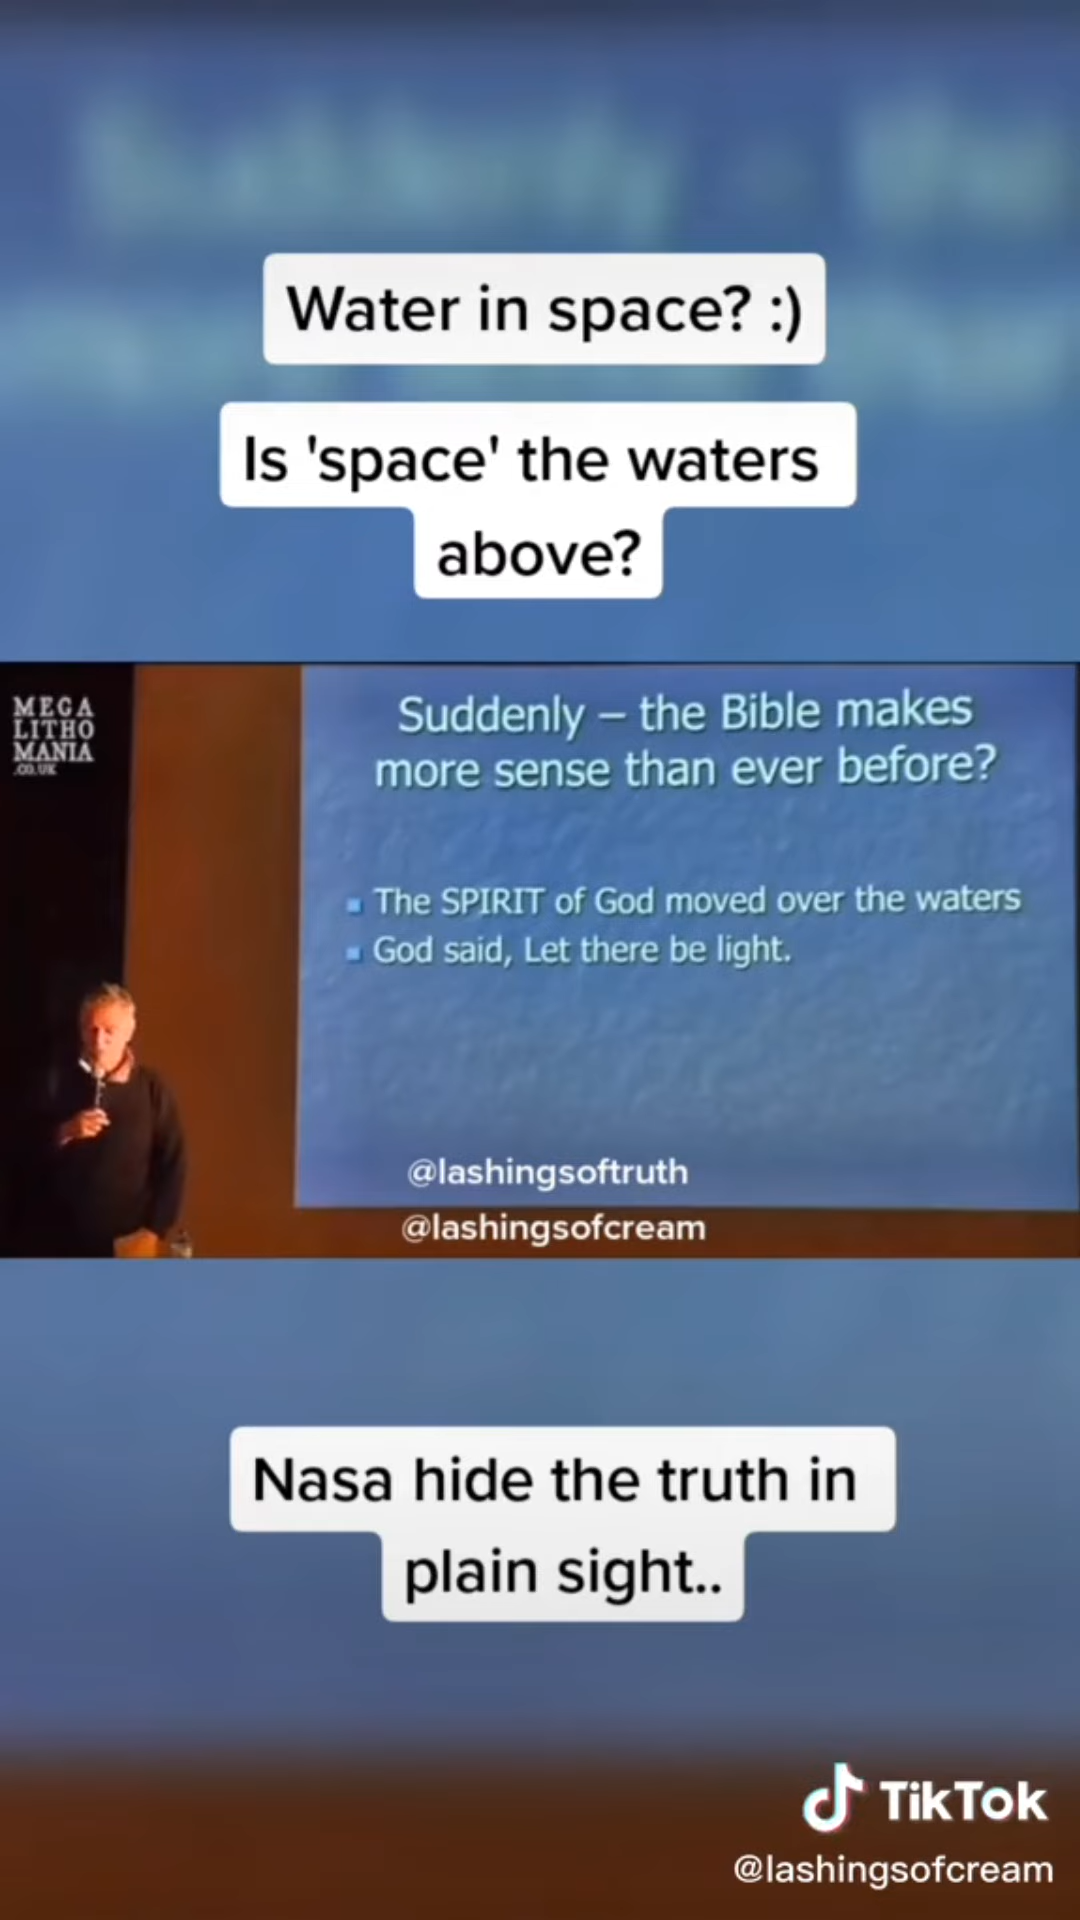 Water in space? :)
Is 'space' the waters
above?
MEGA
LITHO
MANIA
.CO.UK
Suddenly – the Bible makes
more sense than ever before?
The SPIRIT of God moved over the waters
God said, Let there be light.
@lashingsoftruth
@lashingsofcream
Nasa hide the truth in
plain sight..
TikTok
@lashingsofcream